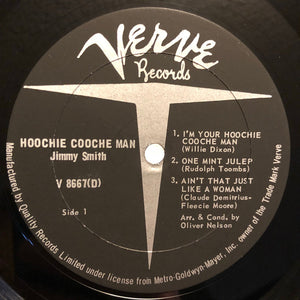 Verve
Records
HOOCHIE COOCHE MAN
Jimmy Smith
V 8667(D)
Side 1
1. I'M YOUR HOOCHIE
COOCHE MAN
(Willie Dixon)
2. ONE MINT JULEP
(Rudolph Toombs)
3. AIN'T THAT JUST
LIKE A WOMAN
(Claude Demitrius-
Fleecie Moore)
Arr. & Cond. by
Oliver Nelson
Manufactured by Quality Records Limited under license from Metro-Goldwyn-Mayer, Inc. owner of the Trade Mark Verve